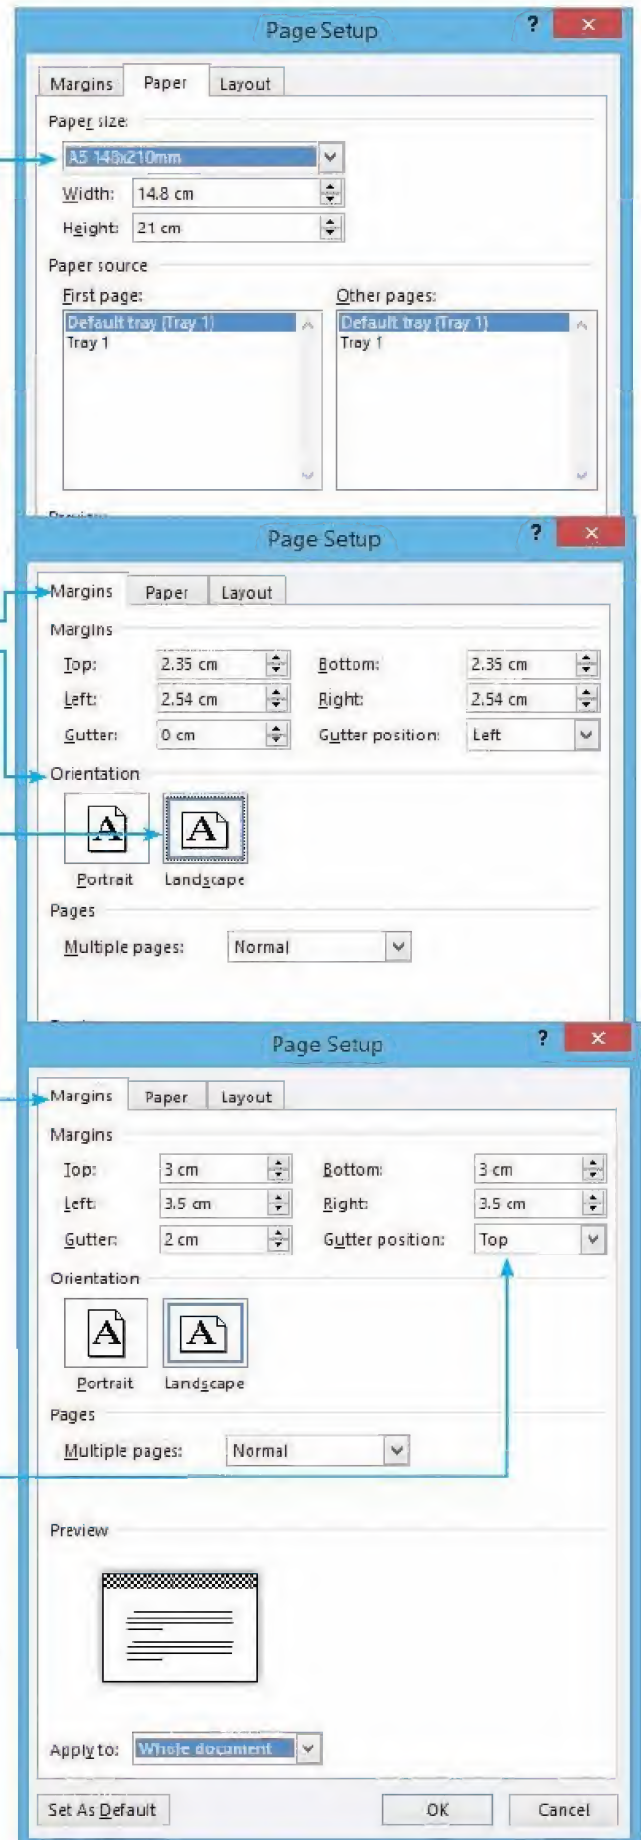 Page Setup ?
Margins Paper Layout
Paper size:
A5 148x210mm
Width: 14.8 cm
Height: 21 cm
Paper source
First page: Other pages:
Default tray (Tray 1) Default tray (Tray 1)
Tray 1 Tray 1
Page Setup ?
Margins Paper Layout
Margins
Top: 2.35 cm Bottom: 2.35 cm
Left: 2.54 cm Right: 2.54 cm
Gutter: 0 cm Gutter position: Left
Orientation
A A
Portrait Landscape
Pages
Multiple pages: Normal
Page Setup ?
Margins Paper Layout
Margins
Top: 3 cm Bottom: 3 cm
Left: 3.5 cm Right: 3.5 cm
Gutter: 2 cm Gutter position: Top
Orientation
A A
Portrait Landscape
Pages
Multiple pages: Normal
Preview
Apply to: Whole document
Set As Default OK Cancel